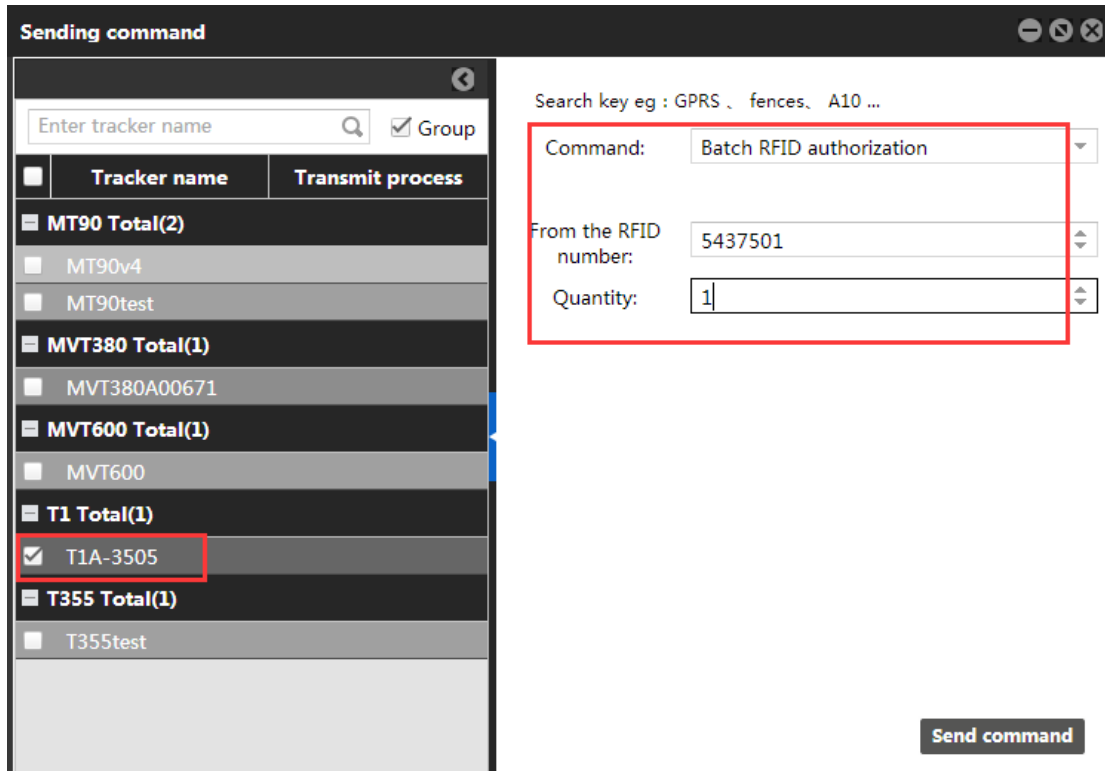 Sending command
Enter tracker name
Group
Tracker name Transmit process
MT90 Total(2)
MT90v4
MT90test
MVT380 Total(1)
MVT380A00671
MVT600 Total(1)
MVT600
T1 Total(1)
T1A-3505
T355 Total(1)
T355test
Search key eg : GPRS 、 fences、 A10 ...
Command: Batch RFID authorization
From the RFID
number:
5437501
Quantity: 1
Send command